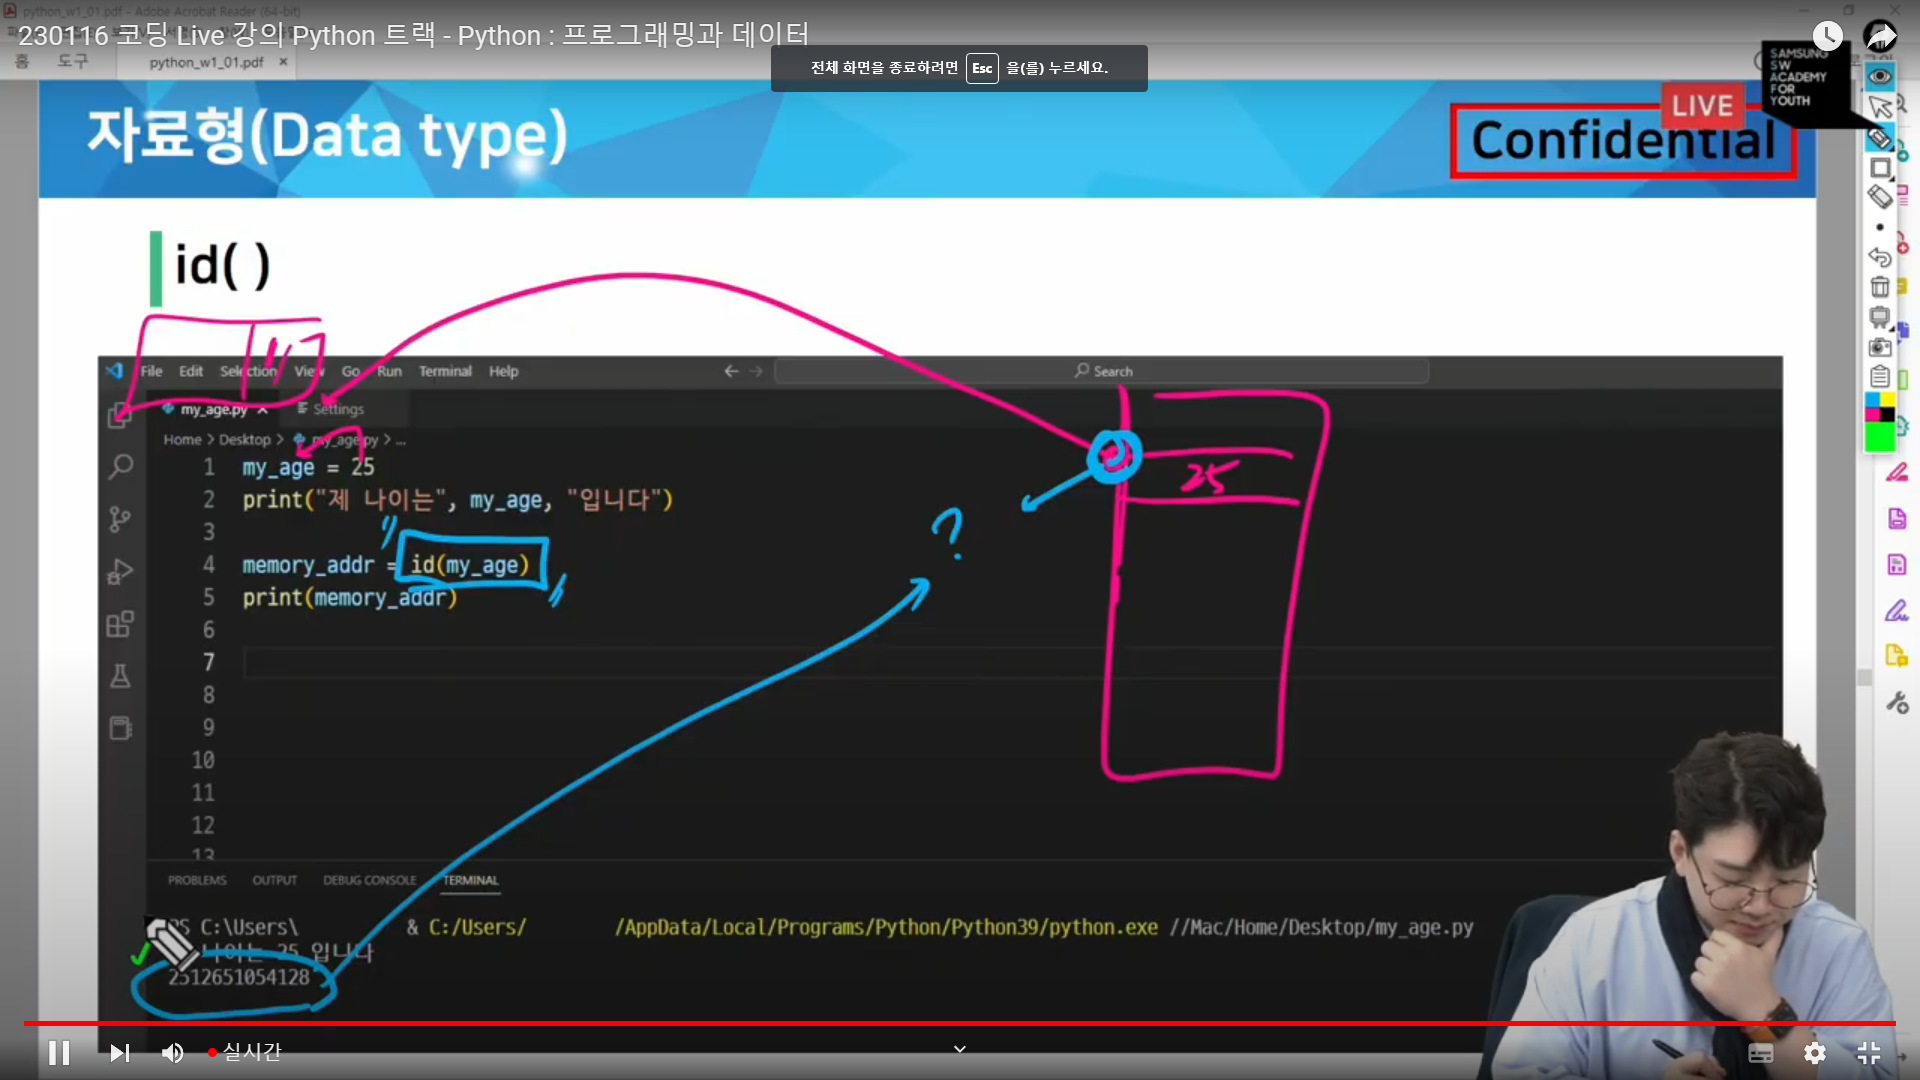 python_w1_01.pdf - Adobe Acrobat Reader (64-bit)
230116 코딩 Live 강의 Python 트랙 - Python : 프로그래밍과 데이터
홈 도구 python_w1_01.pdf ×
전체 화면을 종료하려면 Esc 을(를) 누르세요.
SAMSUNG
SW
ACADEMY
FOR
YOUTH
LIVE
자료형(Data type)
Confidential
id( )
File Edit Selection View Go Run Terminal Help
Search
my_age.py × Settings
Home > Desktop > my_age.py > ...
1 my_age = 25
2 print("제 나이는", my_age, "입니다")
3
4 memory_addr = id(my_age)
5 print(memory_addr)
6
7
8
9
10
11
12
13
25
?
PROBLEMS OUTPUT DEBUG CONSOLE TERMINAL
PS C:\Users\ & C:/Users/ /AppData/Local/Programs/Python/Python39/python.exe //Mac/Home/Desktop/my_age.py
나이는 25 입니다
2512651054128
실시간